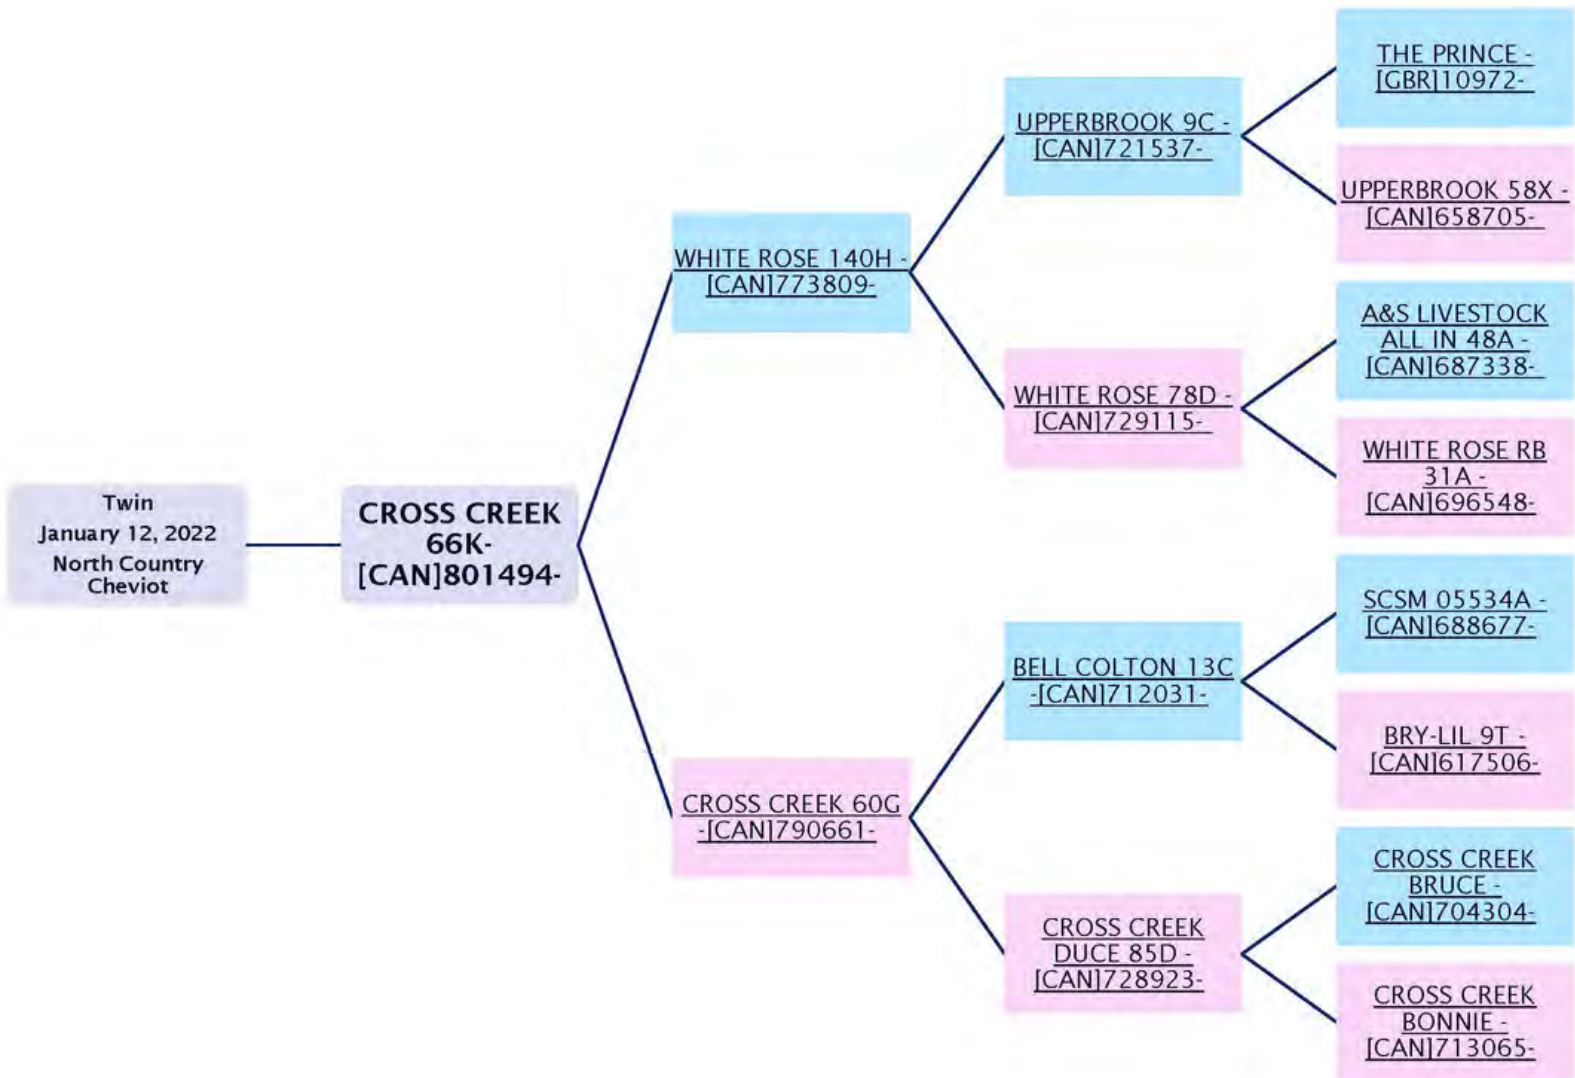 Twin
January 12, 2022
North Country
Cheviot
CROSS CREEK
66K-
[CAN]801494-
WHITE ROSE 140H -
[CAN]773809-
CROSS CREEK 60G
-[CAN]790661-
UPPERBROOK 9C -
[CAN]721537-
WHITE ROSE 78D -
[CAN]729115-
BELL COLTON 13C
-[CAN]712031-
CROSS CREEK
DUCE 85D -
[CAN]728923-
THE PRINCE -
[GBR]10972-
UPPERBROOK 58X -
[CAN]658705-
A&S LIVESTOCK
ALL IN 48A -
[CAN]687338-
WHITE ROSE RB
31A -
[CAN]696548-
SCSM 05534A -
[CAN]688677-
BRY-LIL 9T -
[CAN]617506-
CROSS CREEK
BRUCE -
[CAN]704304-
CROSS CREEK
BONNIE -
[CAN]713065-